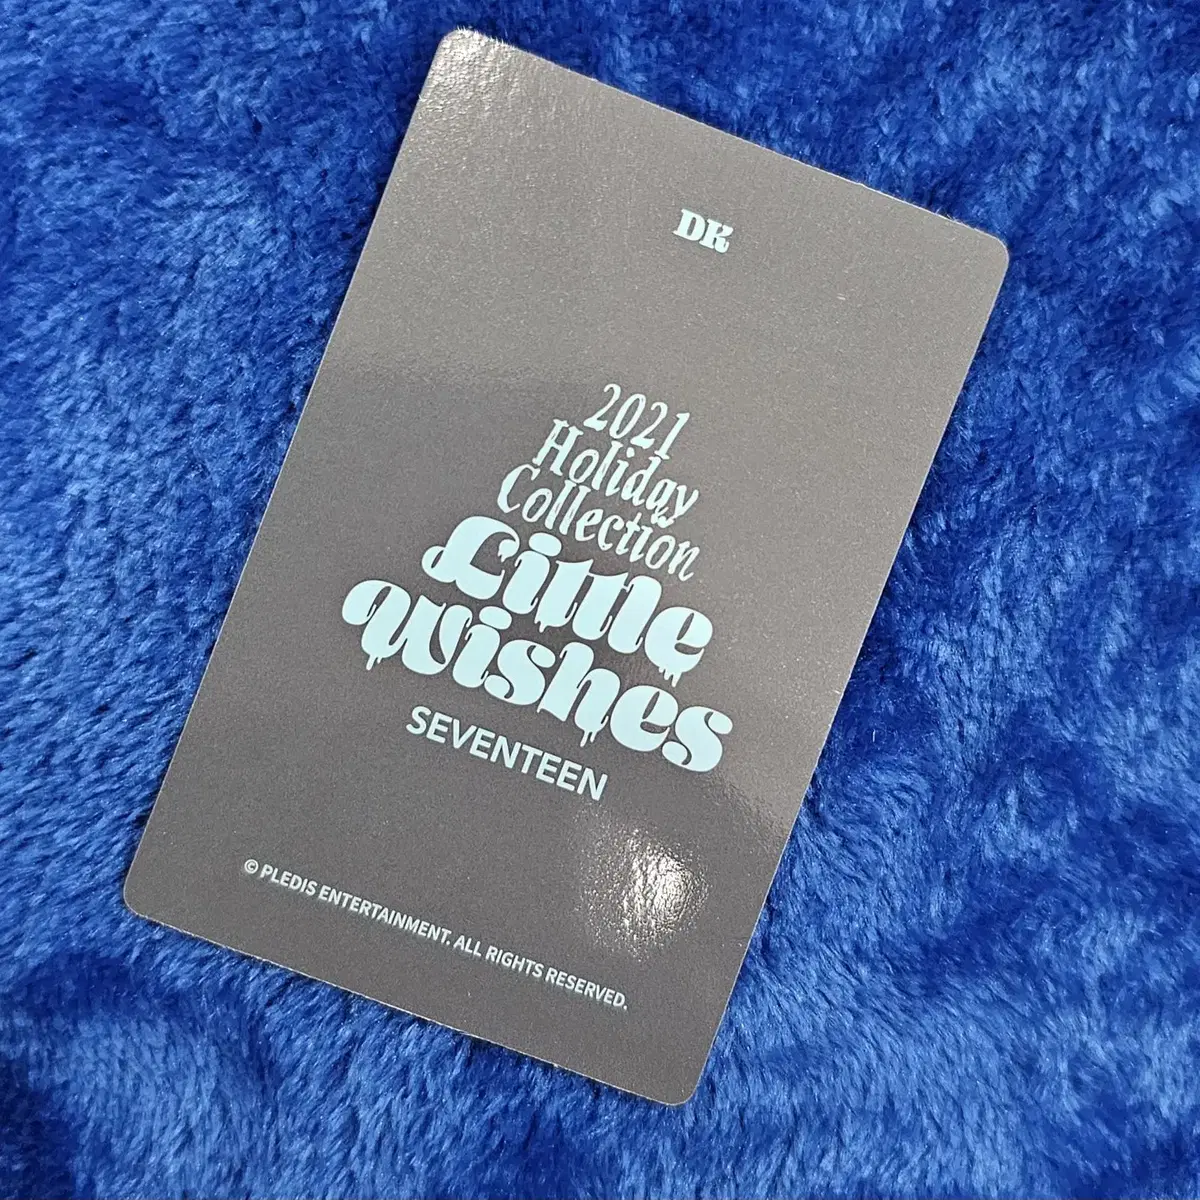 DK
2021
Holiday
Collection
Little
Wishes
SEVENTEEN
© PLEDIS ENTERTAINMENT. ALL RIGHTS RESERVED.